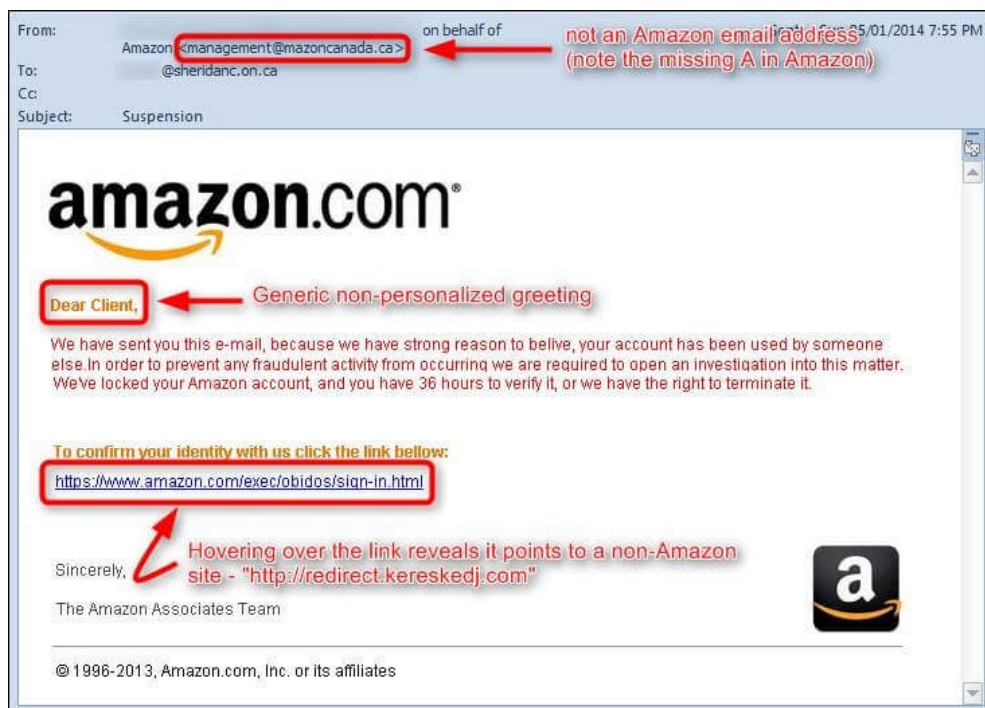 From: on behalf of
Amazon <management@mazoncanada.ca>
05/01/2014 7:55 PM
not an Amazon email address
(note the missing A in Amazon)
To: @sheridanc.on.ca
Cc:
Subject: Suspension
amazon.com®
Dear Client,
Generic non-personalized greeting
We have sent you this e-mail, because we have strong reason to belive, your account has been used by someone
else.In order to prevent any fraudulent activity from occurring we are required to open an investigation into this matter.
We've locked your Amazon account, and you have 36 hours to verify it, or we have the right to terminate it.
To confirm your identity with us click the link bellow:
https://www.amazon.com/exec/obidos/sign-in.html
Hovering over the link reveals it points to a non-Amazon
site - "http://redirect.kereskedj.com"
Sincerely,
The Amazon Associates Team
a
© 1996-2013, Amazon.com, Inc. or its affiliates